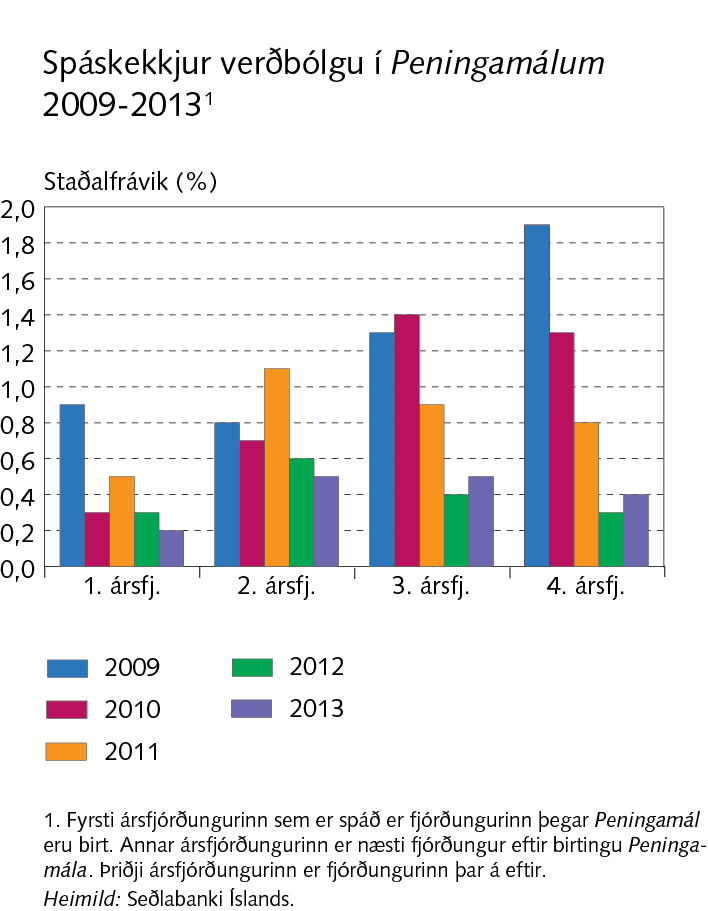 Spáskekkjur verðbólgu í Peningamálum
2009-2013¹
Staðalfrávik (%)
2,0
1,8
1,6
1,4
1,2
1,0
0,8
0,6
0,4
0,2
0,0
1. ársfj. 2. ársfj. 3. ársfj. 4. ársfj.
2009 2012
2010 2013
2011
1. Fyrsti ársfjórðungurinn sem er spáð er fjórðungurinn þegar Peningamál
eru birt. Annar ársfjórðungurinn er næsti fjórðungur eftir birtingu Peninga-
mála. Þriðji ársfjórðungurinn er fjórðungurinn þar á eftir.
Heimild: Seðlabanki Íslands.